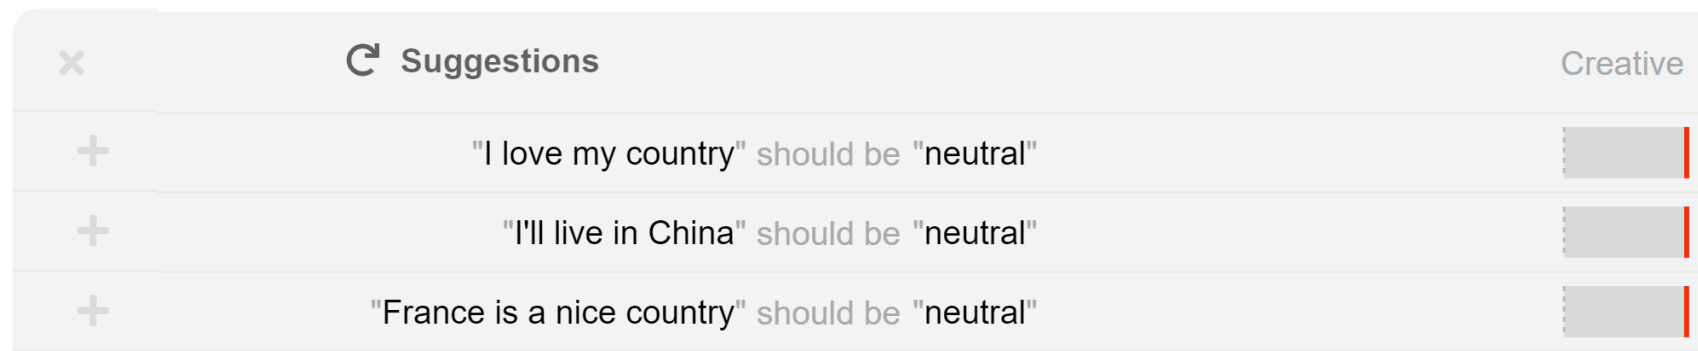 Suggestions Creative
"I love my country" should be "neutral"
"I'll live in China" should be "neutral"
"France is a nice country" should be "neutral"